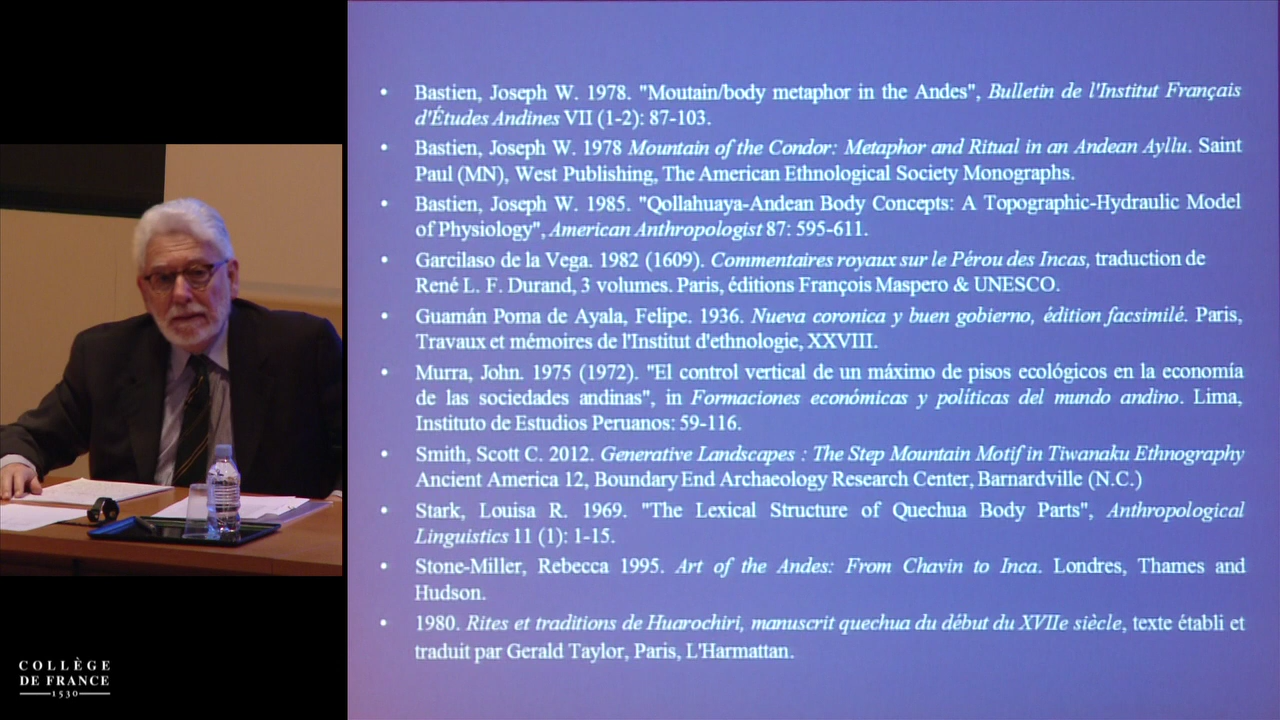 • Bastien, Joseph W. 1978. "Moutain/body metaphor in the Andes", Bulletin de l'Institut Français
d'Études Andines VII (1-2): 87-103.
• Bastien, Joseph W. 1978 Mountain of the Condor: Metaphor and Ritual in an Andean Ayllu. Saint
Paul (MN), West Publishing, The American Ethnological Society Monographs.
• Bastien, Joseph W. 1985. "Qollahuaya-Andean Body Concepts: A Topographic-Hydraulic Model
of Physiology", American Anthropologist 87: 595-611.
• Garcilaso de la Vega. 1982 (1609). Commentaires royaux sur le Pérou des Incas, traduction de
René L. F. Durand, 3 volumes. Paris, éditions François Maspero & UNESCO.
• Guamán Poma de Ayala, Felipe. 1936. Nueva coronica y buen gobierno, édition facsimilé. Paris,
Travaux et mémoires de l'Institut d'ethnologie, XXVIII.
• Murra, John. 1975 (1972). "El control vertical de un máximo de pisos ecológicos en la economía
de las sociedades andinas", in Formaciones económicas y políticas del mundo andino. Lima,
Instituto de Estudios Peruanos: 59-116.
• Smith, Scott C. 2012. Generative Landscapes : The Step Mountain Motif in Tiwanaku Ethnography
Ancient America 12, Boundary End Archaeology Research Center, Barnardville (N.C.)
• Stark, Louisa R. 1969. "The Lexical Structure of Quechua Body Parts", Anthropological
Linguistics 11 (1): 1-15.
• Stone-Miller, Rebecca 1995. Art of the Andes: From Chavin to Inca. Londres, Thames and
Hudson.
• 1980. Rites et traditions de Huarochiri, manuscrit quechua du début du XVIIe siècle, texte établi et
traduit par Gerald Taylor, Paris, L'Harmattan.
COLLÈGE
DE FRANCE
1530